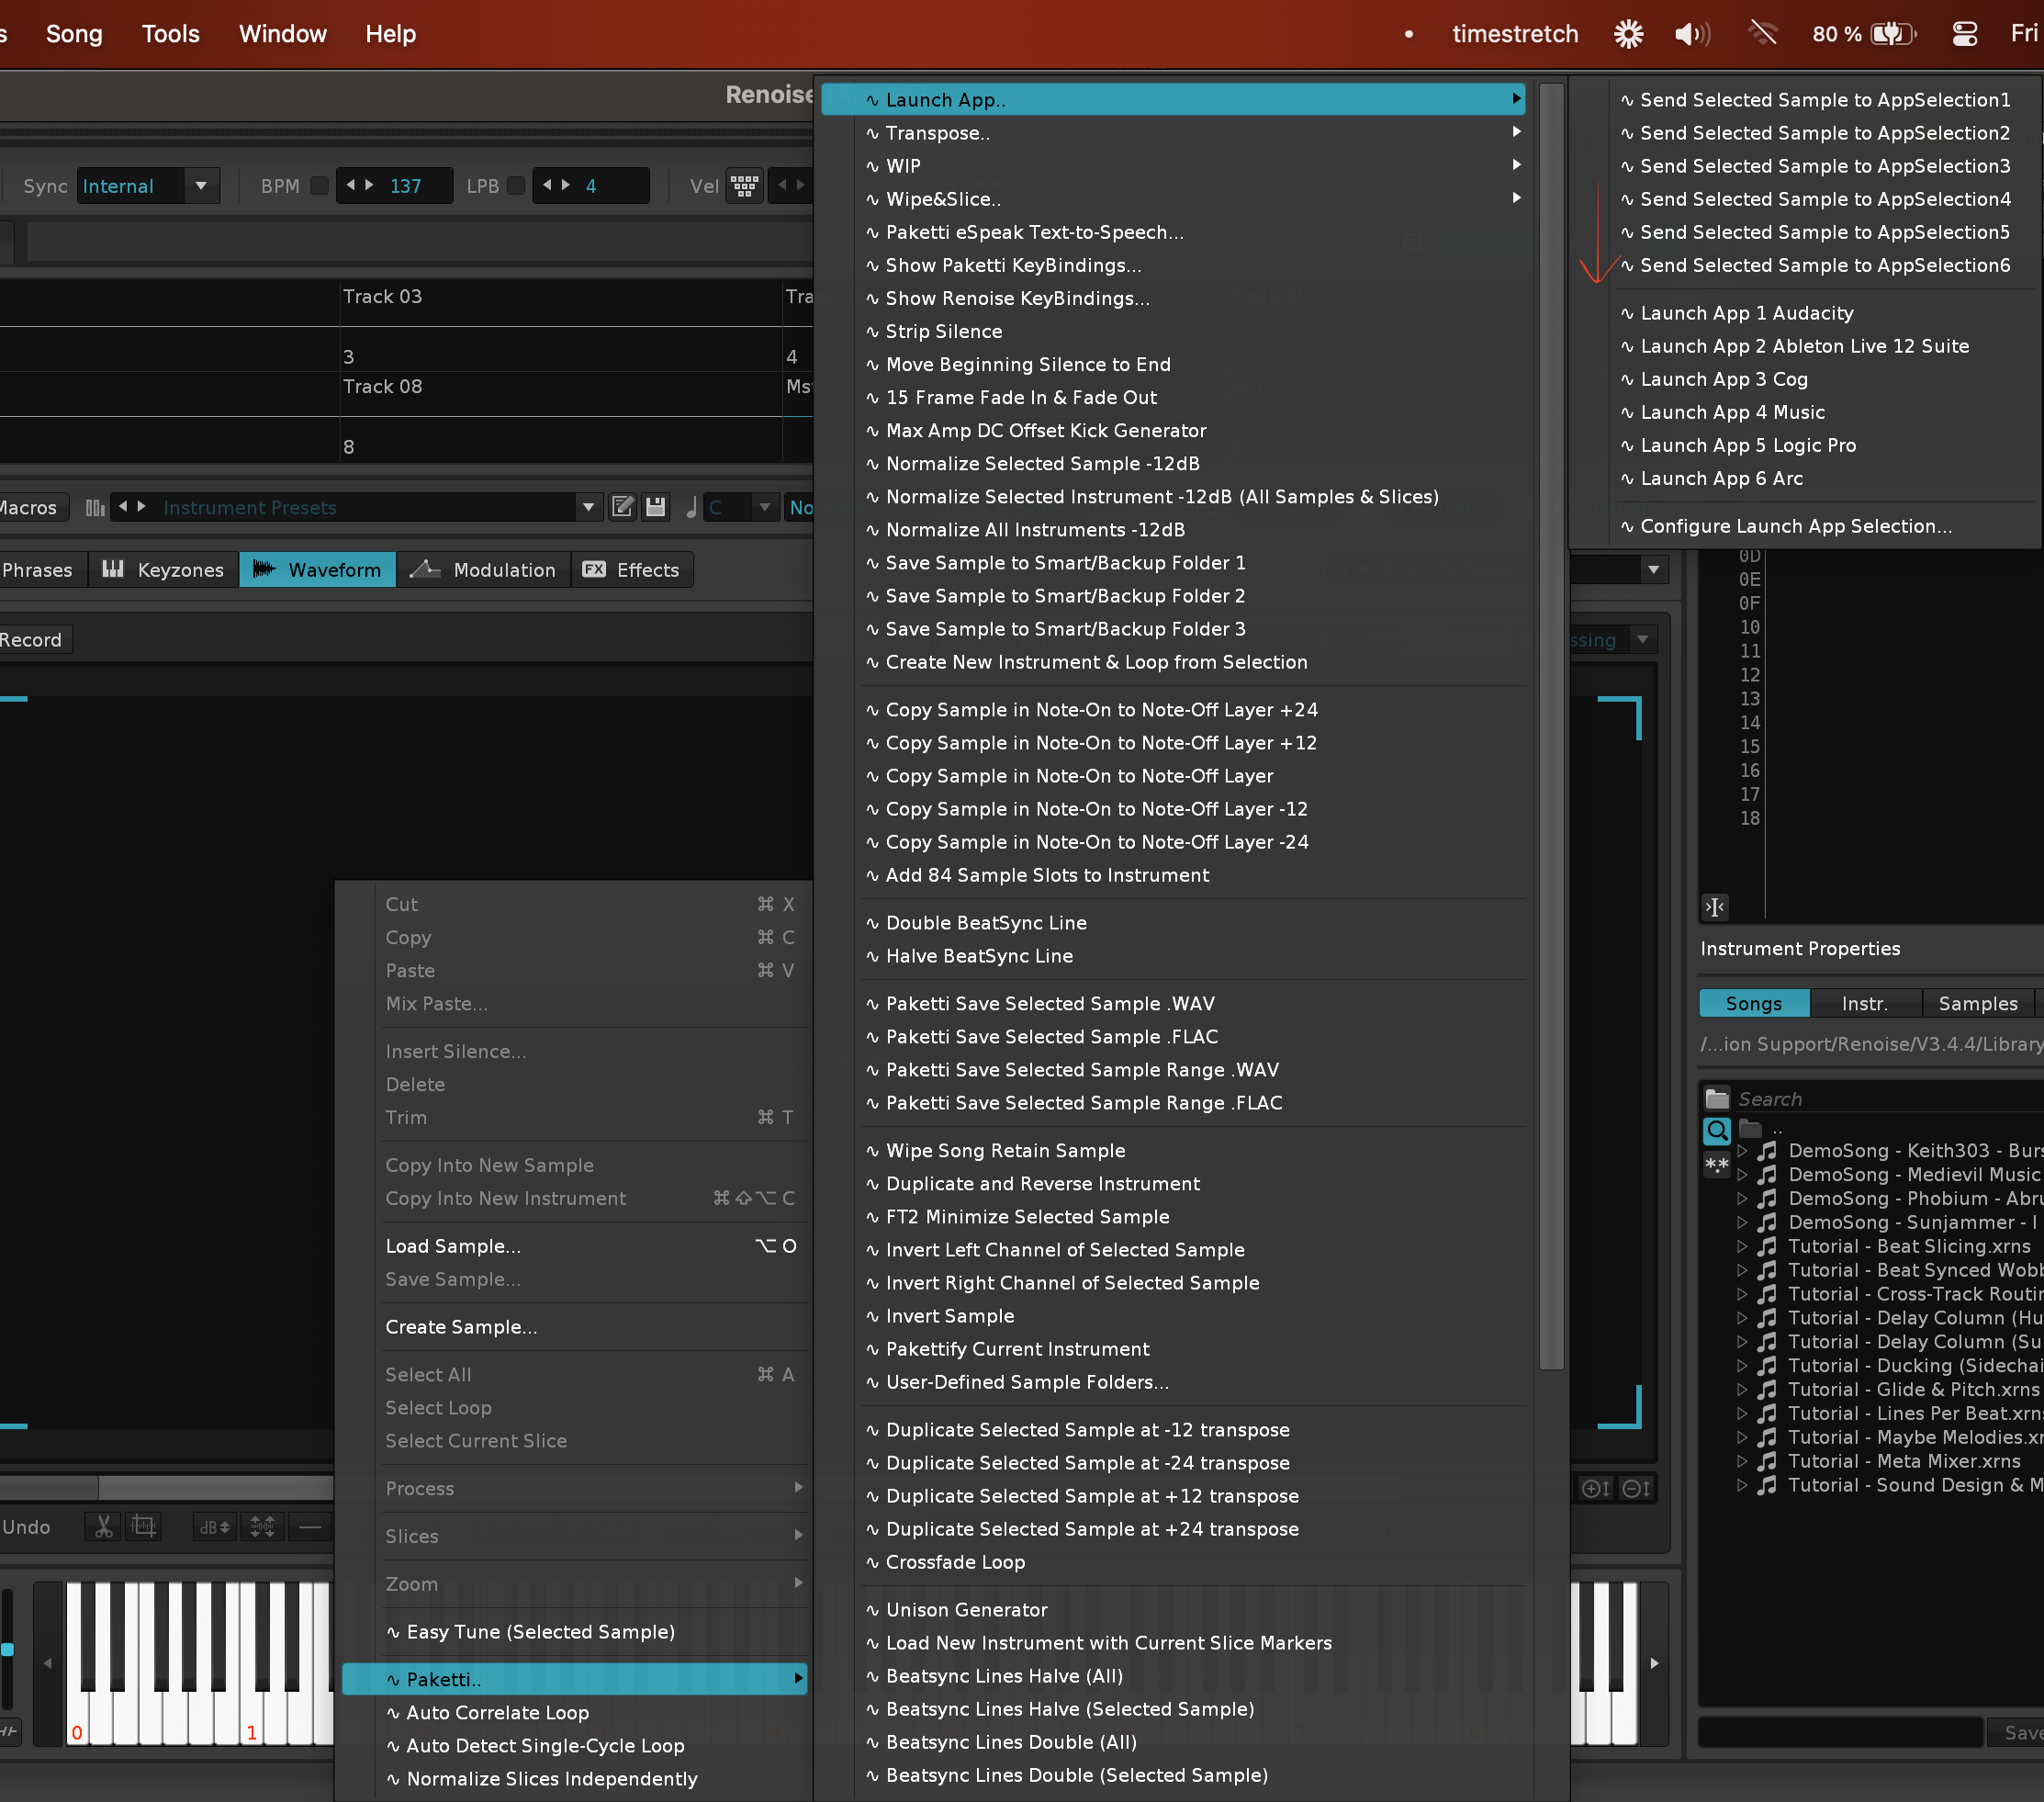 Song Tools Window Help
timestretch 80 % Fri
Renoise
Sync Internal BPM 137 LPB 4 Vel
Track 03
3
4
Track 08
8
Macros Instrument Presets C
Phrases Keyzones Waveform Modulation FX Effects
Record
Cut ⌘ X
Copy ⌘ C
Paste ⌘ V
Mix Paste...
Insert Silence...
Delete
Trim ⌘ T
Copy Into New Sample
Copy Into New Instrument ⌘⇧⌥ C
Load Sample... ⌥ O
Save Sample...
Create Sample...
Select All ⌘ A
Select Loop
Select Current Slice
Process
Slices
Zoom
∿ Easy Tune (Selected Sample)
∿ Paketti..
∿ Auto Correlate Loop
∿ Auto Detect Single-Cycle Loop
∿ Normalize Slices Independently
Undo dB
0 1
∿ Launch App..
∿ Transpose..
∿ WIP
∿ Wipe&Slice..
∿ Paketti eSpeak Text-to-Speech...
∿ Show Paketti KeyBindings...
∿ Show Renoise KeyBindings...
∿ Strip Silence
∿ Move Beginning Silence to End
∿ 15 Frame Fade In & Fade Out
∿ Max Amp DC Offset Kick Generator
∿ Normalize Selected Sample -12dB
∿ Normalize Selected Instrument -12dB (All Samples & Slices)
∿ Normalize All Instruments -12dB
∿ Save Sample to Smart/Backup Folder 1
∿ Save Sample to Smart/Backup Folder 2
∿ Save Sample to Smart/Backup Folder 3
∿ Create New Instrument & Loop from Selection
∿ Copy Sample in Note-On to Note-Off Layer +24
∿ Copy Sample in Note-On to Note-Off Layer +12
∿ Copy Sample in Note-On to Note-Off Layer
∿ Copy Sample in Note-On to Note-Off Layer -12
∿ Copy Sample in Note-On to Note-Off Layer -24
∿ Add 84 Sample Slots to Instrument
∿ Double BeatSync Line
∿ Halve BeatSync Line
∿ Paketti Save Selected Sample .WAV
∿ Paketti Save Selected Sample .FLAC
∿ Paketti Save Selected Sample Range .WAV
∿ Paketti Save Selected Sample Range .FLAC
∿ Wipe Song Retain Sample
∿ Duplicate and Reverse Instrument
∿ FT2 Minimize Selected Sample
∿ Invert Left Channel of Selected Sample
∿ Invert Right Channel of Selected Sample
∿ Invert Sample
∿ Pakettify Current Instrument
∿ User-Defined Sample Folders...
∿ Duplicate Selected Sample at -12 transpose
∿ Duplicate Selected Sample at -24 transpose
∿ Duplicate Selected Sample at +12 transpose
∿ Duplicate Selected Sample at +24 transpose
∿ Crossfade Loop
∿ Unison Generator
∿ Load New Instrument with Current Slice Markers
∿ Beatsync Lines Halve (All)
∿ Beatsync Lines Halve (Selected Sample)
∿ Beatsync Lines Double (All)
∿ Beatsync Lines Double (Selected Sample)
∿ Send Selected Sample to AppSelection1
∿ Send Selected Sample to AppSelection2
∿ Send Selected Sample to AppSelection3
∿ Send Selected Sample to AppSelection4
∿ Send Selected Sample to AppSelection5
∿ Send Selected Sample to AppSelection6
∿ Launch App 1 Audacity
∿ Launch App 2 Ableton Live 12 Suite
∿ Launch App 3 Cog
∿ Launch App 4 Music
∿ Launch App 5 Logic Pro
∿ Launch App 6 Arc
∿ Configure Launch App Selection...
0D
0E
0F
10
11
12
13
14
15
16
17
18
Instrument Properties
Songs Instr. Samples
/...ion Support/Renoise/V3.4.4/Library
Search
..
DemoSong - Keith303 - Burs
DemoSong - Medievil Music
DemoSong - Phobium - Abru
DemoSong - Sunjammer - I
Tutorial - Beat Slicing.xrns
Tutorial - Beat Synced Wobb
Tutorial - Cross-Track Routin
Tutorial - Delay Column (Hu
Tutorial - Delay Column (Su
Tutorial - Ducking (Sidechai
Tutorial - Glide & Pitch.xrns
Tutorial - Lines Per Beat.xrns
Tutorial - Maybe Melodies.xr
Tutorial - Meta Mixer.xrns
Tutorial - Sound Design & M
Save